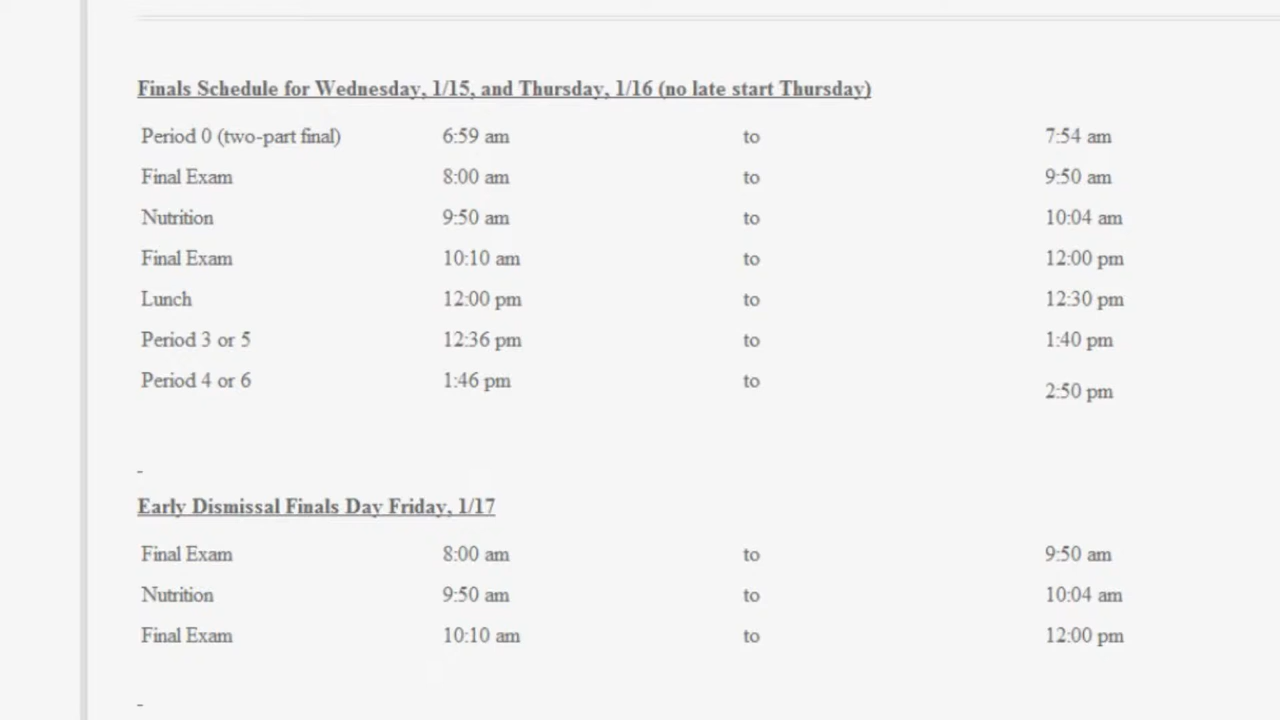 Finals Schedule for Wednesday, 1/15, and Thursday, 1/16 (no late start Thursday)
Period 0 (two-part final) 6:59 am to 7:54 am
Final Exam 8:00 am to 9:50 am
Nutrition 9:50 am to 10:04 am
Final Exam 10:10 am to 12:00 pm
Lunch 12:00 pm to 12:30 pm
Period 3 or 5 12:36 pm to 1:40 pm
Period 4 or 6 1:46 pm to 2:50 pm
Early Dismissal Finals Day Friday, 1/17
Final Exam 8:00 am to 9:50 am
Nutrition 9:50 am to 10:04 am
Final Exam 10:10 am to 12:00 pm